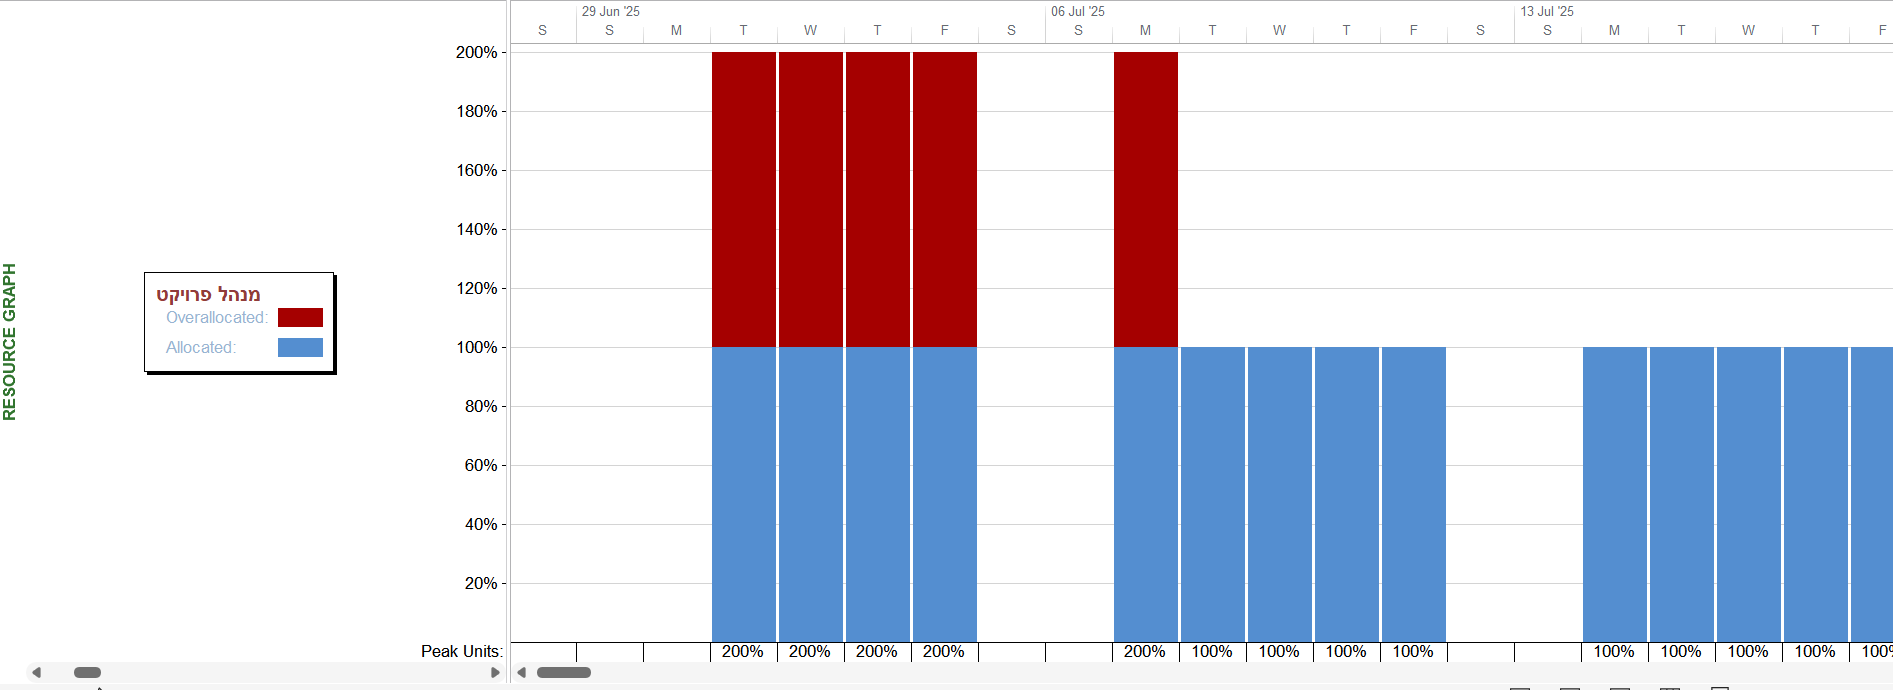 29 Jun '25 06 Jul '25 13 Jul '25
S S M T W T F S S M T W T F S S M T W T F
200%
180%
160%
140%
120%
100%
80%
60%
40%
20%
RESOURCE GRAPH
מנהל פרויקט
Overallocated:
Allocated:
Peak Units: 200% 200% 200% 200% 200% 100% 100% 100% 100% 100% 100% 100% 100% 100%